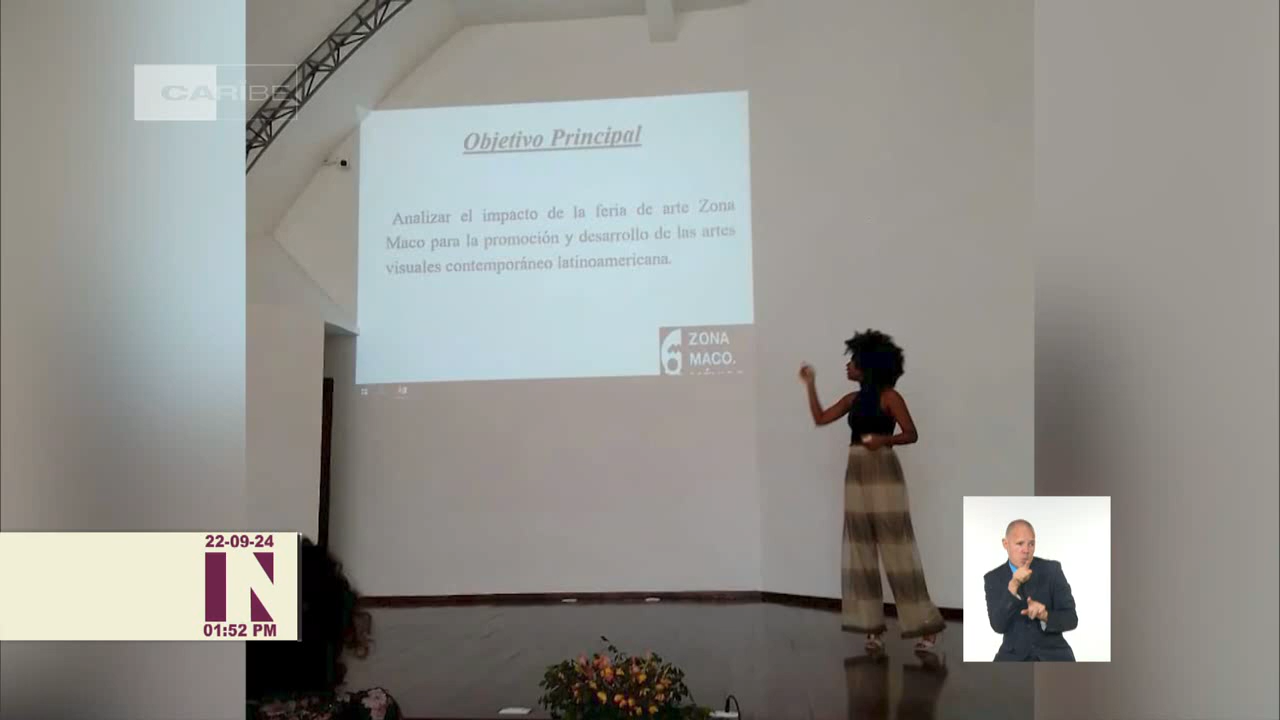 CARIBE
Objetivo Principal
Analizar el impacto de la feria de arte Zona
Maco para la promoción y desarrollo de las artes
visuales contemporáneo latinoamericana.
ZONA
MACO.
22-09-24
IN
01:52 PM